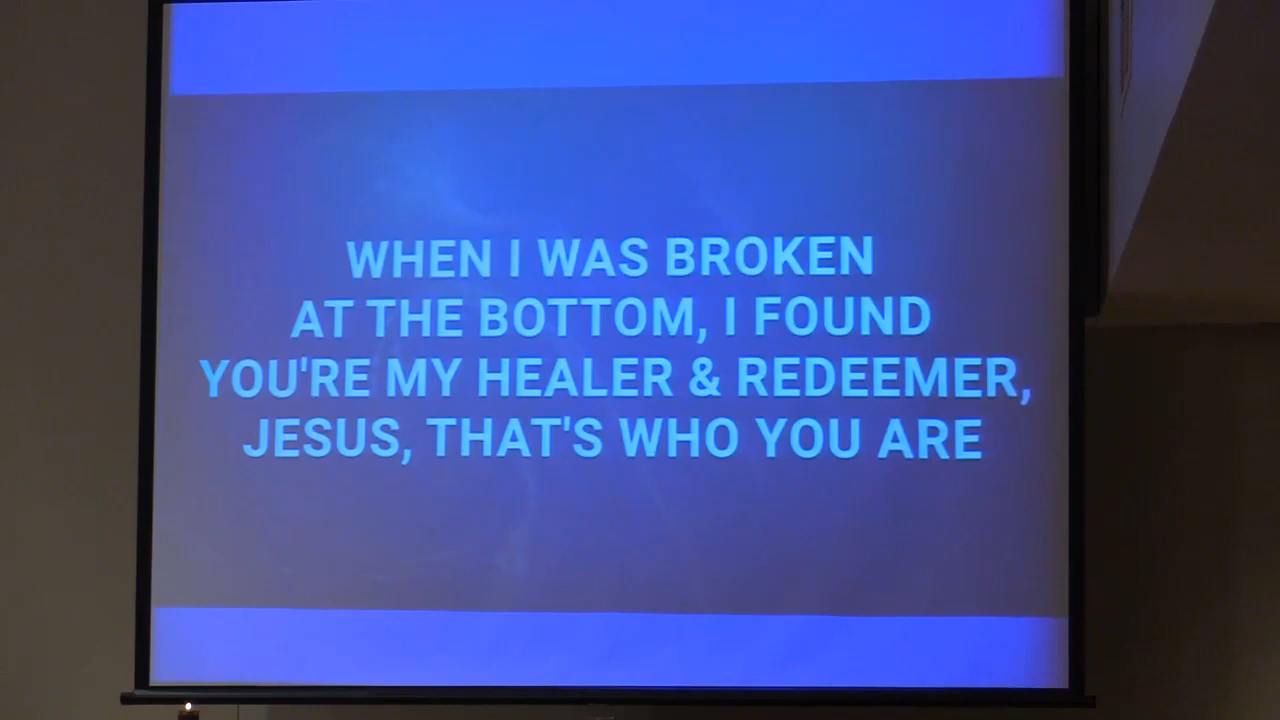 WHEN I WAS BROKEN
AT THE BOTTOM, I FOUND
YOU'RE MY HEALER & REDEEMER,
JESUS, THAT'S WHO YOU ARE